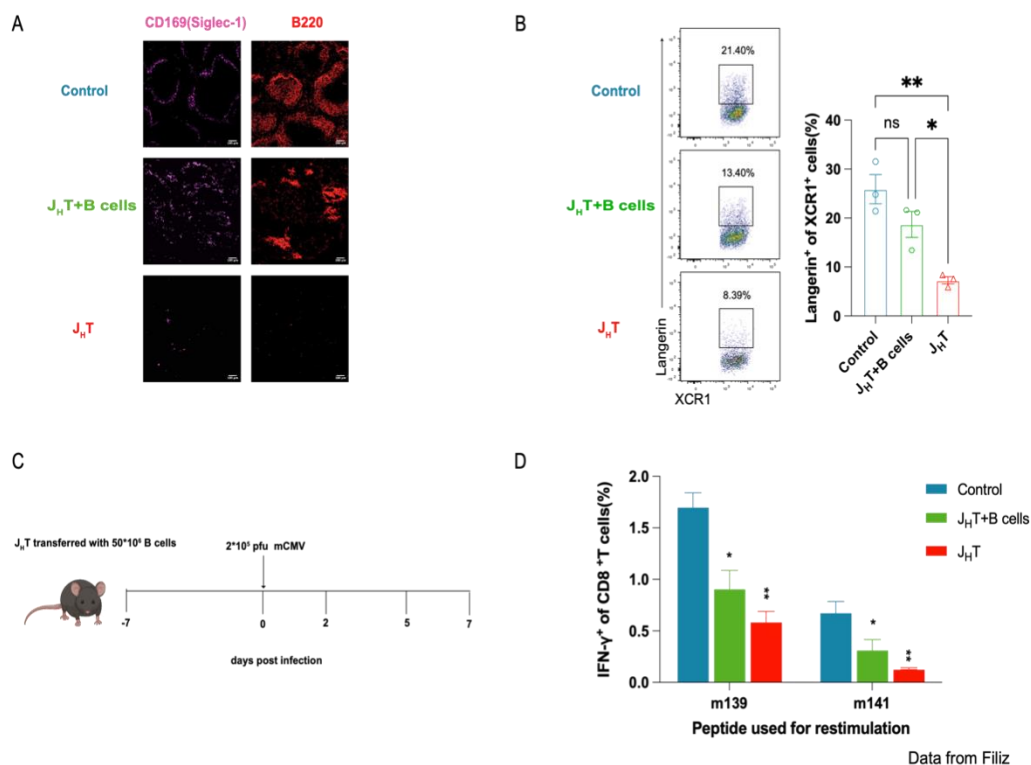 A
CD169(Siglec-1)
B220
Control
JHT+B cells
JHT
B
Control
JHT+B cells
JHT
21.40%
13.40%
8.39%
Langerin
XCR1
Langerin+ of XCR1+ cells(%)
40
30
20
10
0
ns
**
*
Control
JHT+B cells
JHT
C
JHT transferred with 50*10⁶ B cells
2*10⁵ pfu mCMV
-7
0
2
5
7
days post infection
D
IFN-γ+ of CD8 +T cells(%)
2.0
1.5
1.0
0.5
0.0
*
**
*
**
m139
m141
Peptide used for restimulation
Control
JHT+B cells
JHT
Data from Filiz